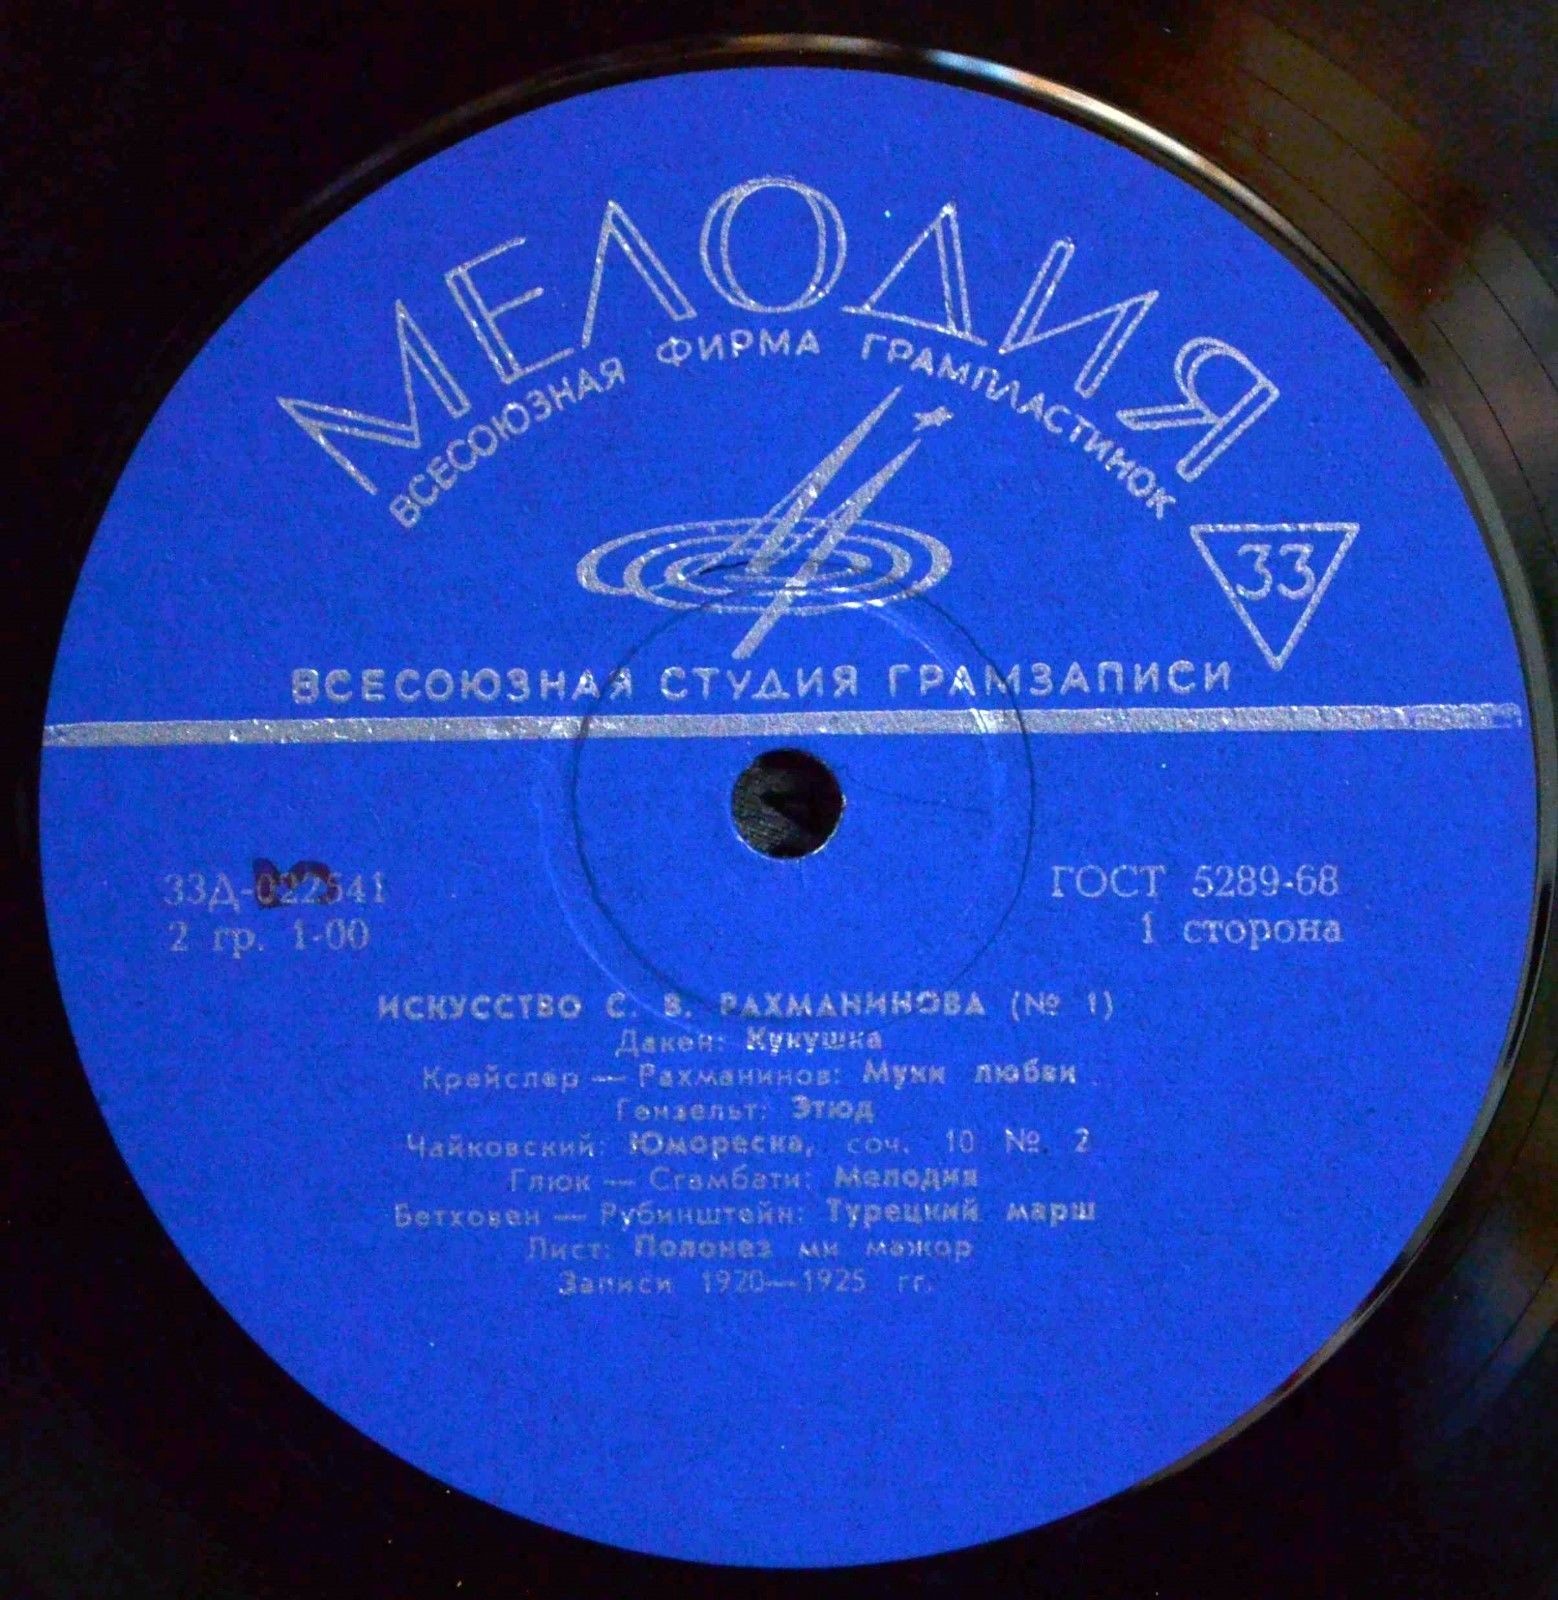 МЕЛОДИЯ
ВСЕСОЮЗНАЯ ФИРМА ГРАМПЛАСТИНОК
33
ВСЕСОЮЗНАЯ СТУДИЯ ГРАМЗАПИСИ
33Д-022541
ГОСТ 5289-68
2 гр. 1-00
1 сторона
ИСКУССТВО С. В. РАХМАНИНОВА (№ 1)
Дакен: Кукушка
Крейслер — Рахманинов: Муки любви
Гензельт: Этюд
Чайковский: Юмореска, соч. 10 № 2
Глюк — Сгамбати: Мелодия
Бетховен — Рубинштейн: Турецкий марш
Лист: Полонез ми мажор
Записи 1920—1925 гг.